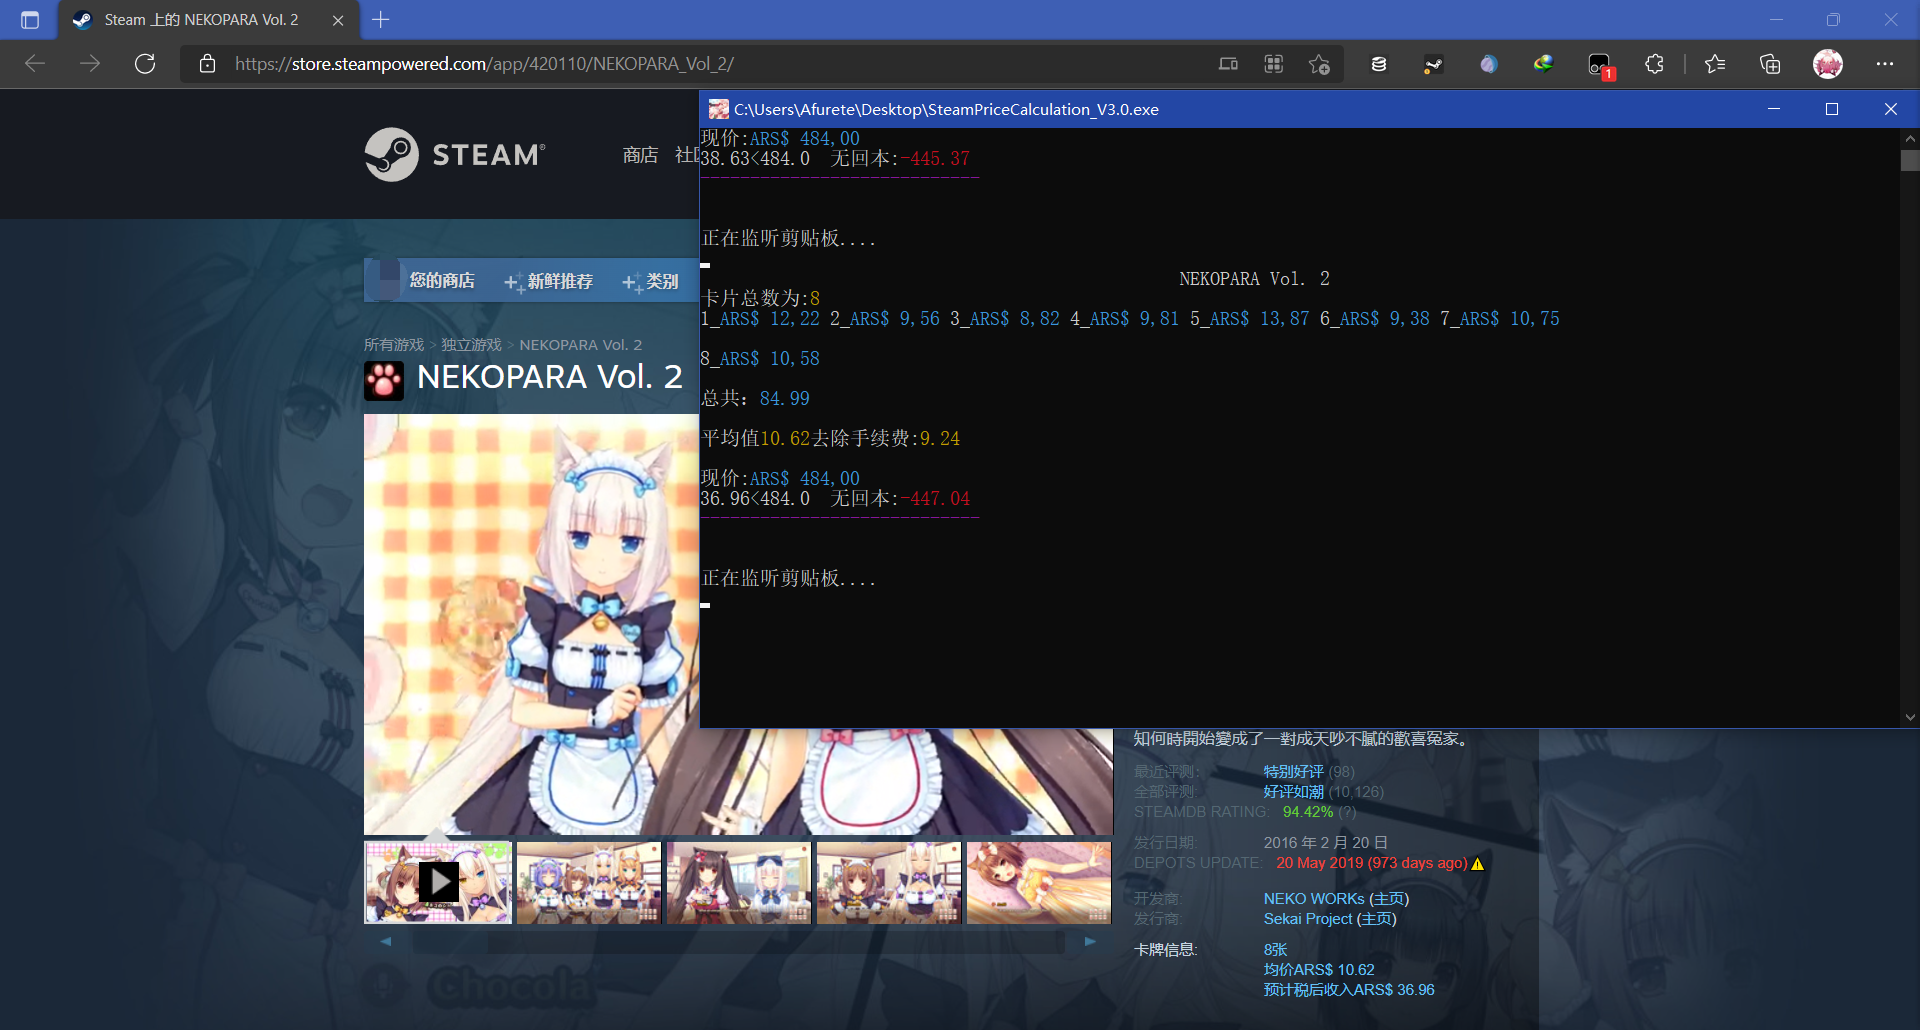 Steam 上的 NEKOPARA Vol. 2
https://store.steampowered.com/app/420110/NEKOPARA_Vol_2/
1
C:\Users\Afurete\Desktop\SteamPriceCalculation_V3.0.exe
STEAM®
商店 社区
现价:ARS$ 484,00
38.63<484.0 无回本:-445.37
----------------------------
正在监听剪贴板....
NEKOPARA Vol. 2
卡片总数为:8
1_ARS$ 12,22 2_ARS$ 9,56 3_ARS$ 8,82 4_ARS$ 9,81 5_ARS$ 13,87 6_ARS$ 9,38 7_ARS$ 10,75
8_ARS$ 10,58
总共: 84.99
平均值10.62去除手续费:9.24
现价:ARS$ 484,00
36.96<484.0 无回本:-447.04
----------------------------
正在监听剪贴板....
您的商店 新鲜推荐 类别
所有游戏 > 独立游戏 > NEKOPARA Vol. 2
NEKOPARA Vol. 2
知何時開始變成了一對成天吵不膩的歡喜冤家。
最近评测: 特别好评 (98)
全部评测: 好评如潮 (10,126)
STEAMDB RATING: 94.42% (?)
发行日期: 2016 年 2 月 20 日
DEPOTS UPDATE: 20 May 2019 (973 days ago)
开发商: NEKO WORKs (主页)
发行商: Sekai Project (主页)
卡牌信息: 8张
均价ARS$ 10.62
预计税后收入ARS$ 36.96
Chocola